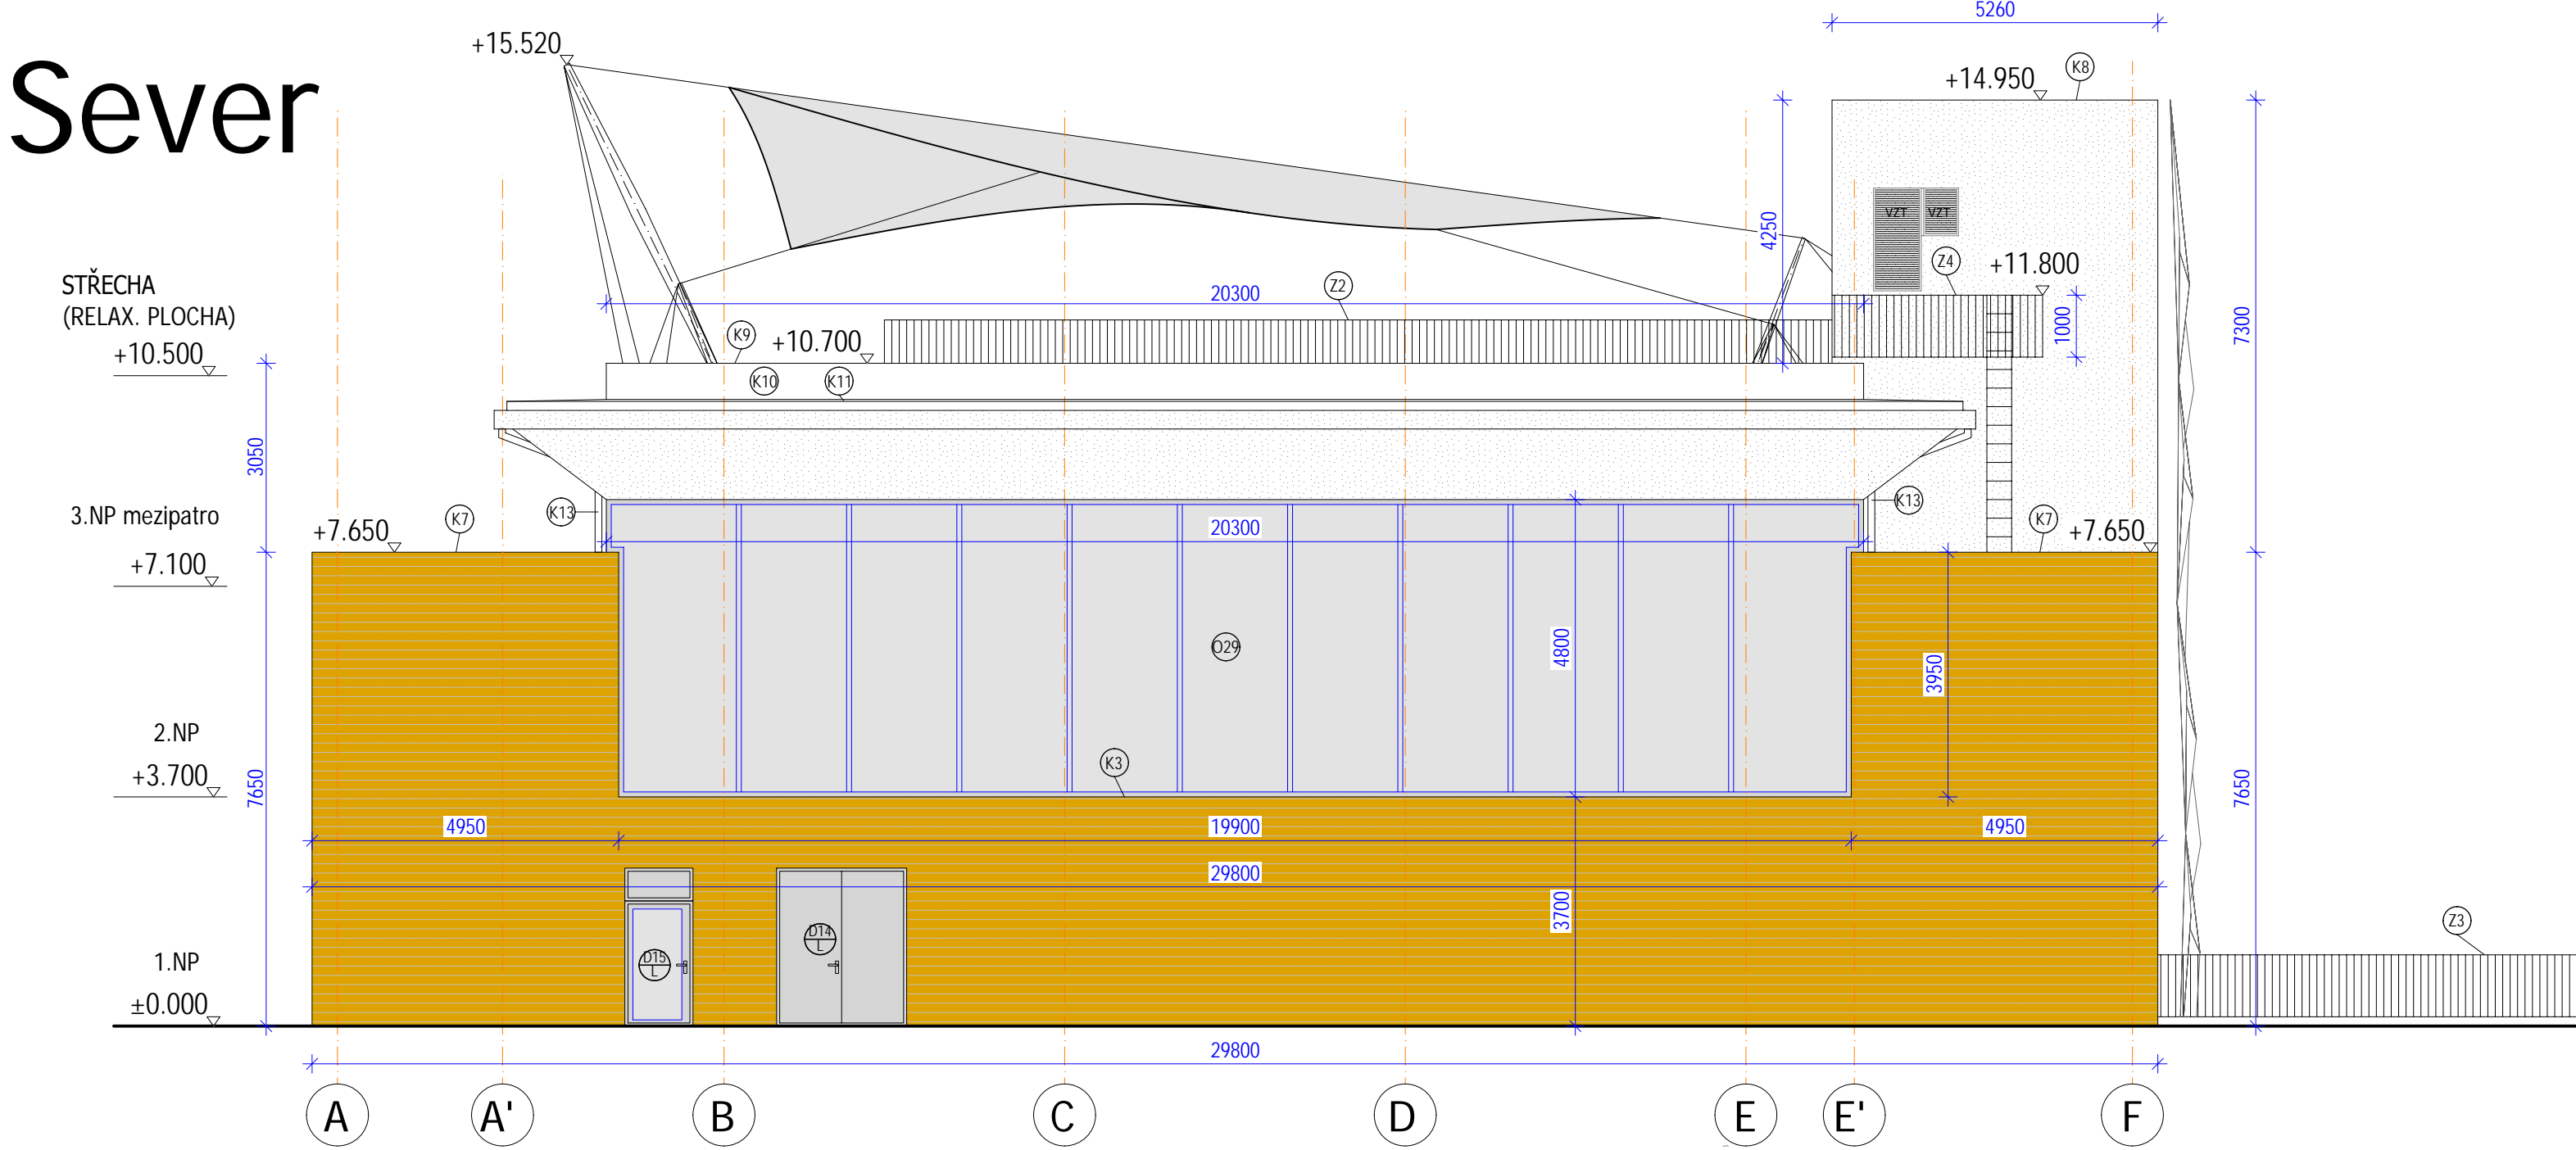 5260
+15.520
Sever
+14.950
K8
VZT VZT
4250
Z4
+11.800
STŘECHA
(RELAX. PLOCHA)
+10.500
20300
Z2
1000
7300
K9
+10.700
K10
K11
3050
3.NP mezipatro
+7.100
+7.650
K7
K13
20300
K13
K7
+7.650
O29
4800
3950
2.NP
+3.700
7650
K3
7650
4950
19900
4950
29800
3700
D14
L
D15
L
Z3
1.NP
±0.000
29800
A A' B C D E E' F